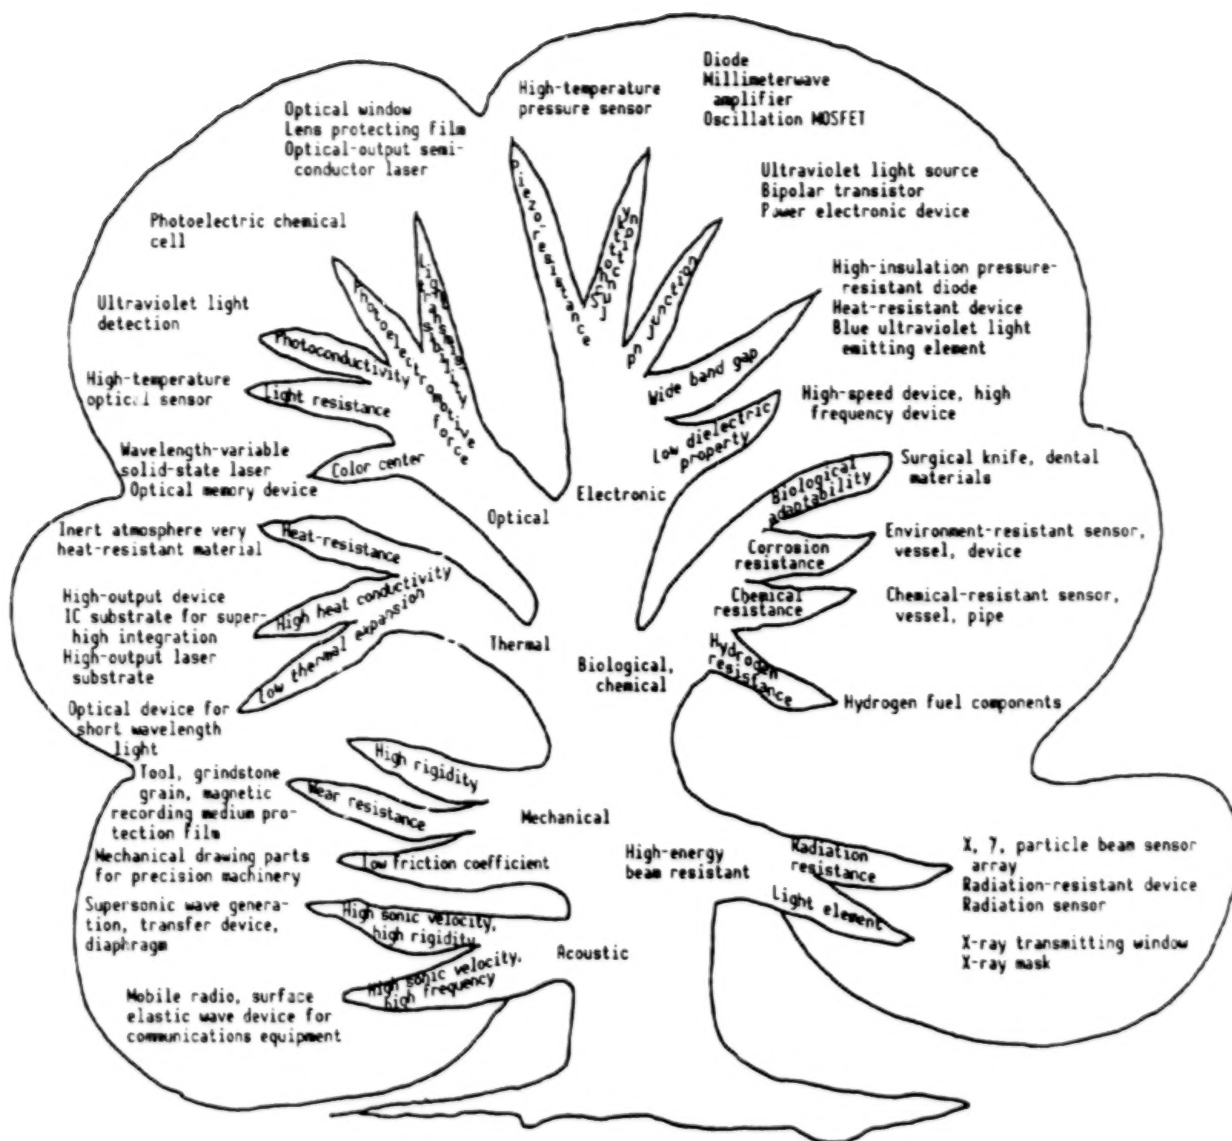 Diode
Millimeterwave
amplifier
Oscillation MOSFET
High-temperature
pressure sensor
Optical window
Lens protecting film
Optical-output semi-
conductor laser
Ultraviolet light source
Bipolar transistor
Power electronic device
Photoelectric chemical
cell
High-insulation pressure-
resistant diode
Heat-resistant device
Blue ultraviolet light
emitting element
Ultraviolet light
detection
High-temperature
optical sensor
High-speed device, high
frequency device
Wavelength-variable
solid-state laser
Optical memory device
Piezo-resistance
Schottky
junction
pn junction
Wide band gap
Low dielectric
property
Electronic
Light transmis-
sibility
Photoelectromotive
force
Photoconductivity
Light resistance
Color center
Optical
Surgical knife, dental
materials
Biological
adaptability
Environment-resistant sensor,
vessel, device
Corrosion
resistance
Chemical-resistant sensor,
vessel, pipe
Chemical
resistance
Hydrogen
resistance
Hydrogen fuel components
Biological,
chemical
Inert atmosphere very
heat-resistant material
Heat-resistance
High-output device
IC substrate for super-
high integration
High-output laser
substrate
High heat conductivity
Low thermal expansion
Thermal
Optical device for
short wavelength
light
High rigidity
Tool, grindstone
grain, magnetic
recording medium pro-
tection film
Wear resistance
Mechanical
Mechanical drawing parts
for precision machinery
low friction coefficient
High-energy
beam resistant
Radiation
resistance
X, 7, particle beam sensor
array
Radiation-resistant device
Radiation sensor
Light element
X-ray transmitting window
X-ray mask
Supersonic wave genera-
tion, transfer device,
diaphragm
High sonic velocity,
high rigidity
Acoustic
High sonic velocity,
high frequency
Mobile radio, surface
elastic wave device for
communications equipment